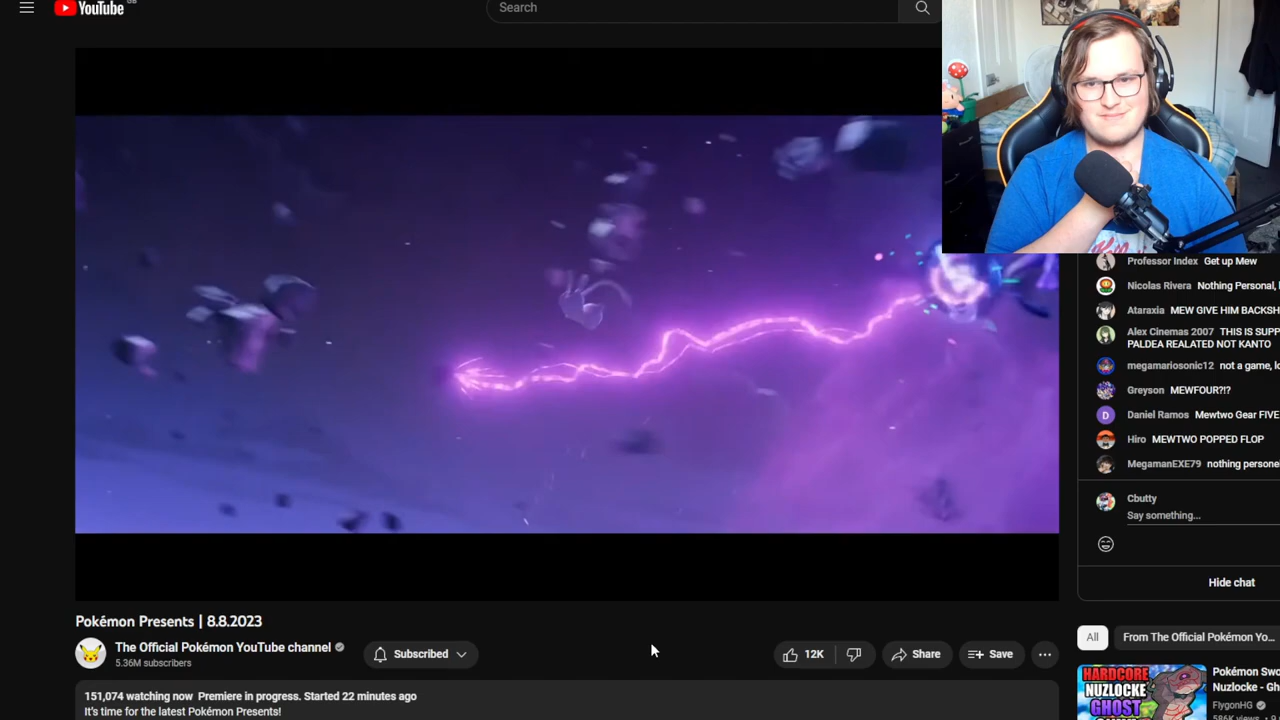 YouTube
GB
Search
Professor Index Get up Mew
Nicolas Rivera Nothing Personal,
Ataraxia MEW GIVE HIM BACKSH
Alex Cinemas 2007 THIS IS SUPP
PALDEA REALATED NOT KANTO
megamariosonic12 not a game, lo
Greyson MEWFOUR?!?
Daniel Ramos Mewtwo Gear FIVE
Hiro MEWTWO POPPED FLOP
MegamanEXE79 nothing persone
Cbutty
Say something...
Hide chat
Pokémon Presents | 8.8.2023
The Official Pokémon YouTube channel
5.36M subscribers
Subscribed
12K
Share
Save
All
From The Official Pokémon Yo...
151,074 watching now Premiere in progress. Started 22 minutes ago
It's time for the latest Pokémon Presents!
HARDCORE
NUZLOCKE
GHOST
Pokémon Swo
Nuzlocke - Gh
FlygonHG